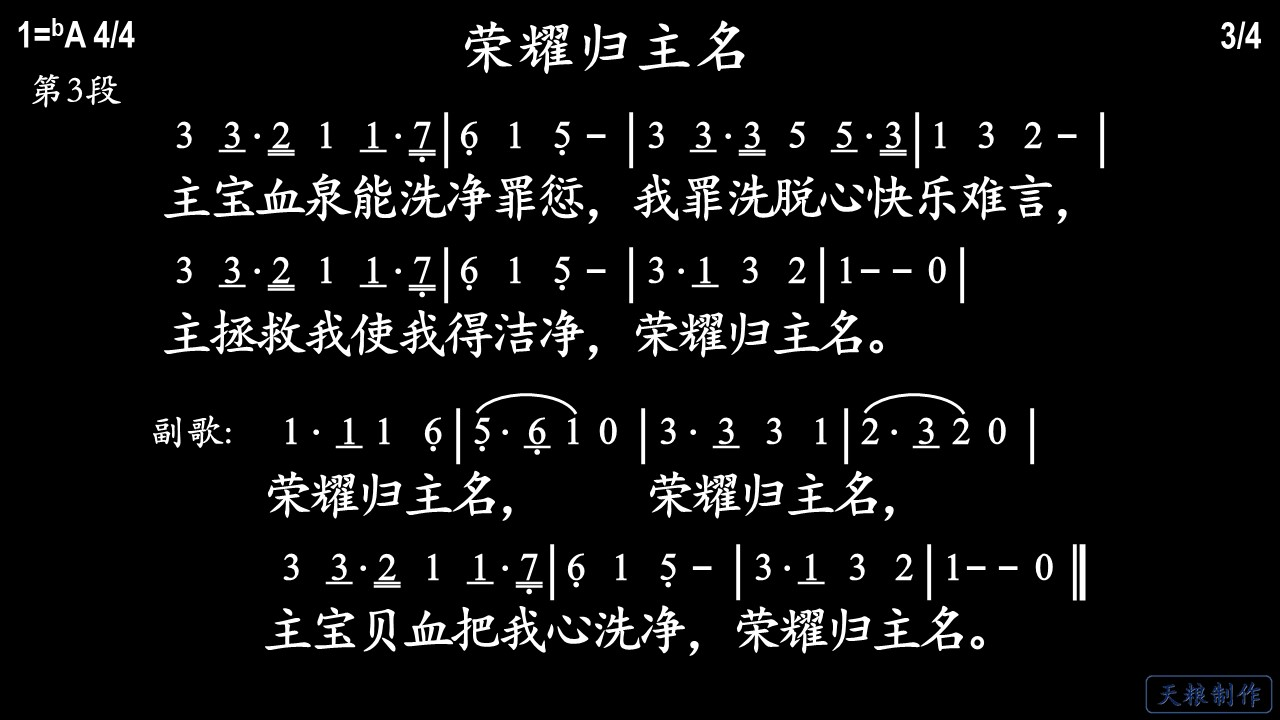 1=ᵇA 4/4
荣耀归主名
3/4
第3段
3 3·2 1 1·7|6 1 5 –|3 3·3 5 5·3|1 3 2 –|
主宝血泉能洗净罪愆，我罪洗脱心快乐难言，
3 3·2 1 1·7|6 1 5 –|3·1 3 2|1– – 0|
主拯救我使我得洁净，荣耀归主名。
副歌: 1·1 1 6|5·6 1 0|3·3 3 1|2·3 2 0|
荣耀归主名， 荣耀归主名，
3 3·2 1 1·7|6 1 5 –|3·1 3 2|1– – 0‖
主宝贝血把我心洗净，荣耀归主名。
天粮制作